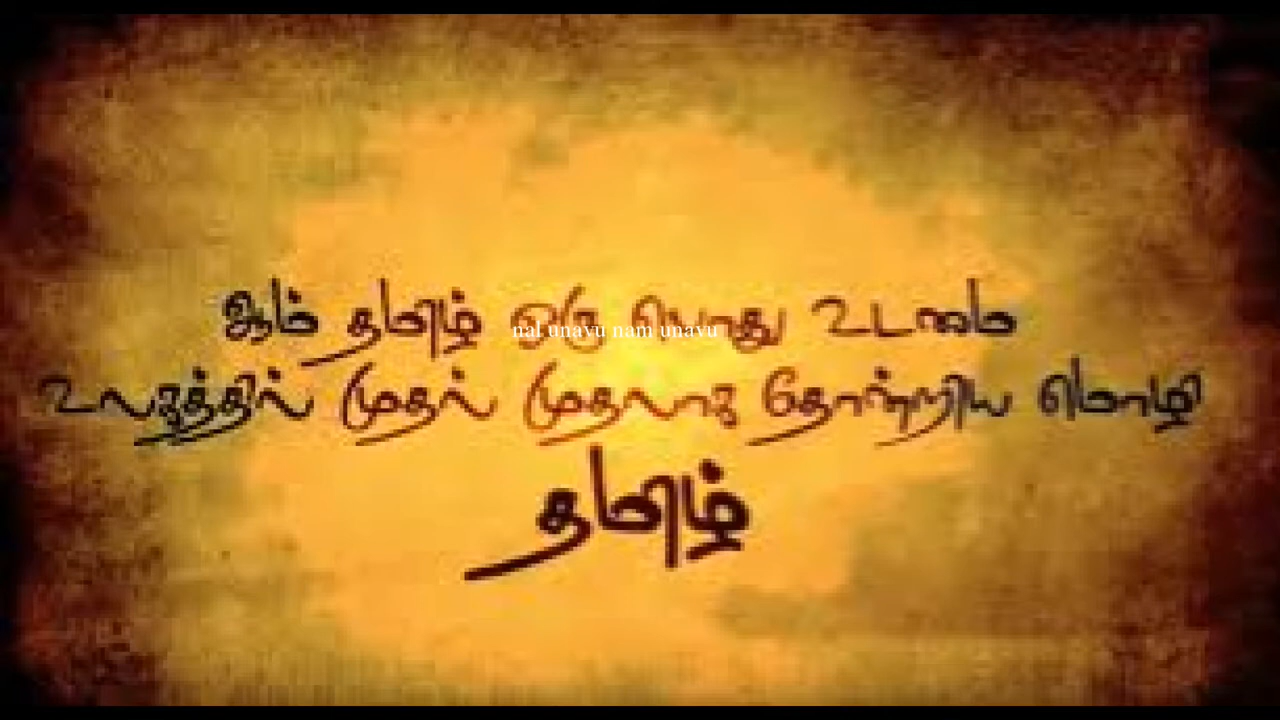 ஆம் தமிழ் ஒரு பொது உடமை
nal unavu nam unavu
உலகத்தில் முதல் முதலாக தோன்றிய மொழி
தமிழ்